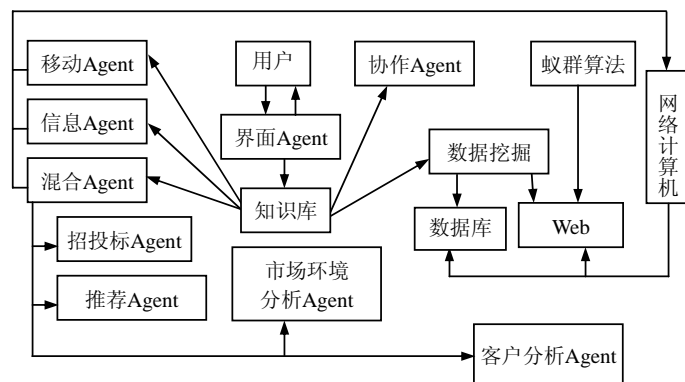 移动Agent
用户
协作Agent
蚁群算法
网络计算机
信息Agent
界面Agent
数据挖掘
混合Agent
知识库
数据库
Web
招投标Agent
市场环境
分析Agent
推荐Agent
客户分析Agent